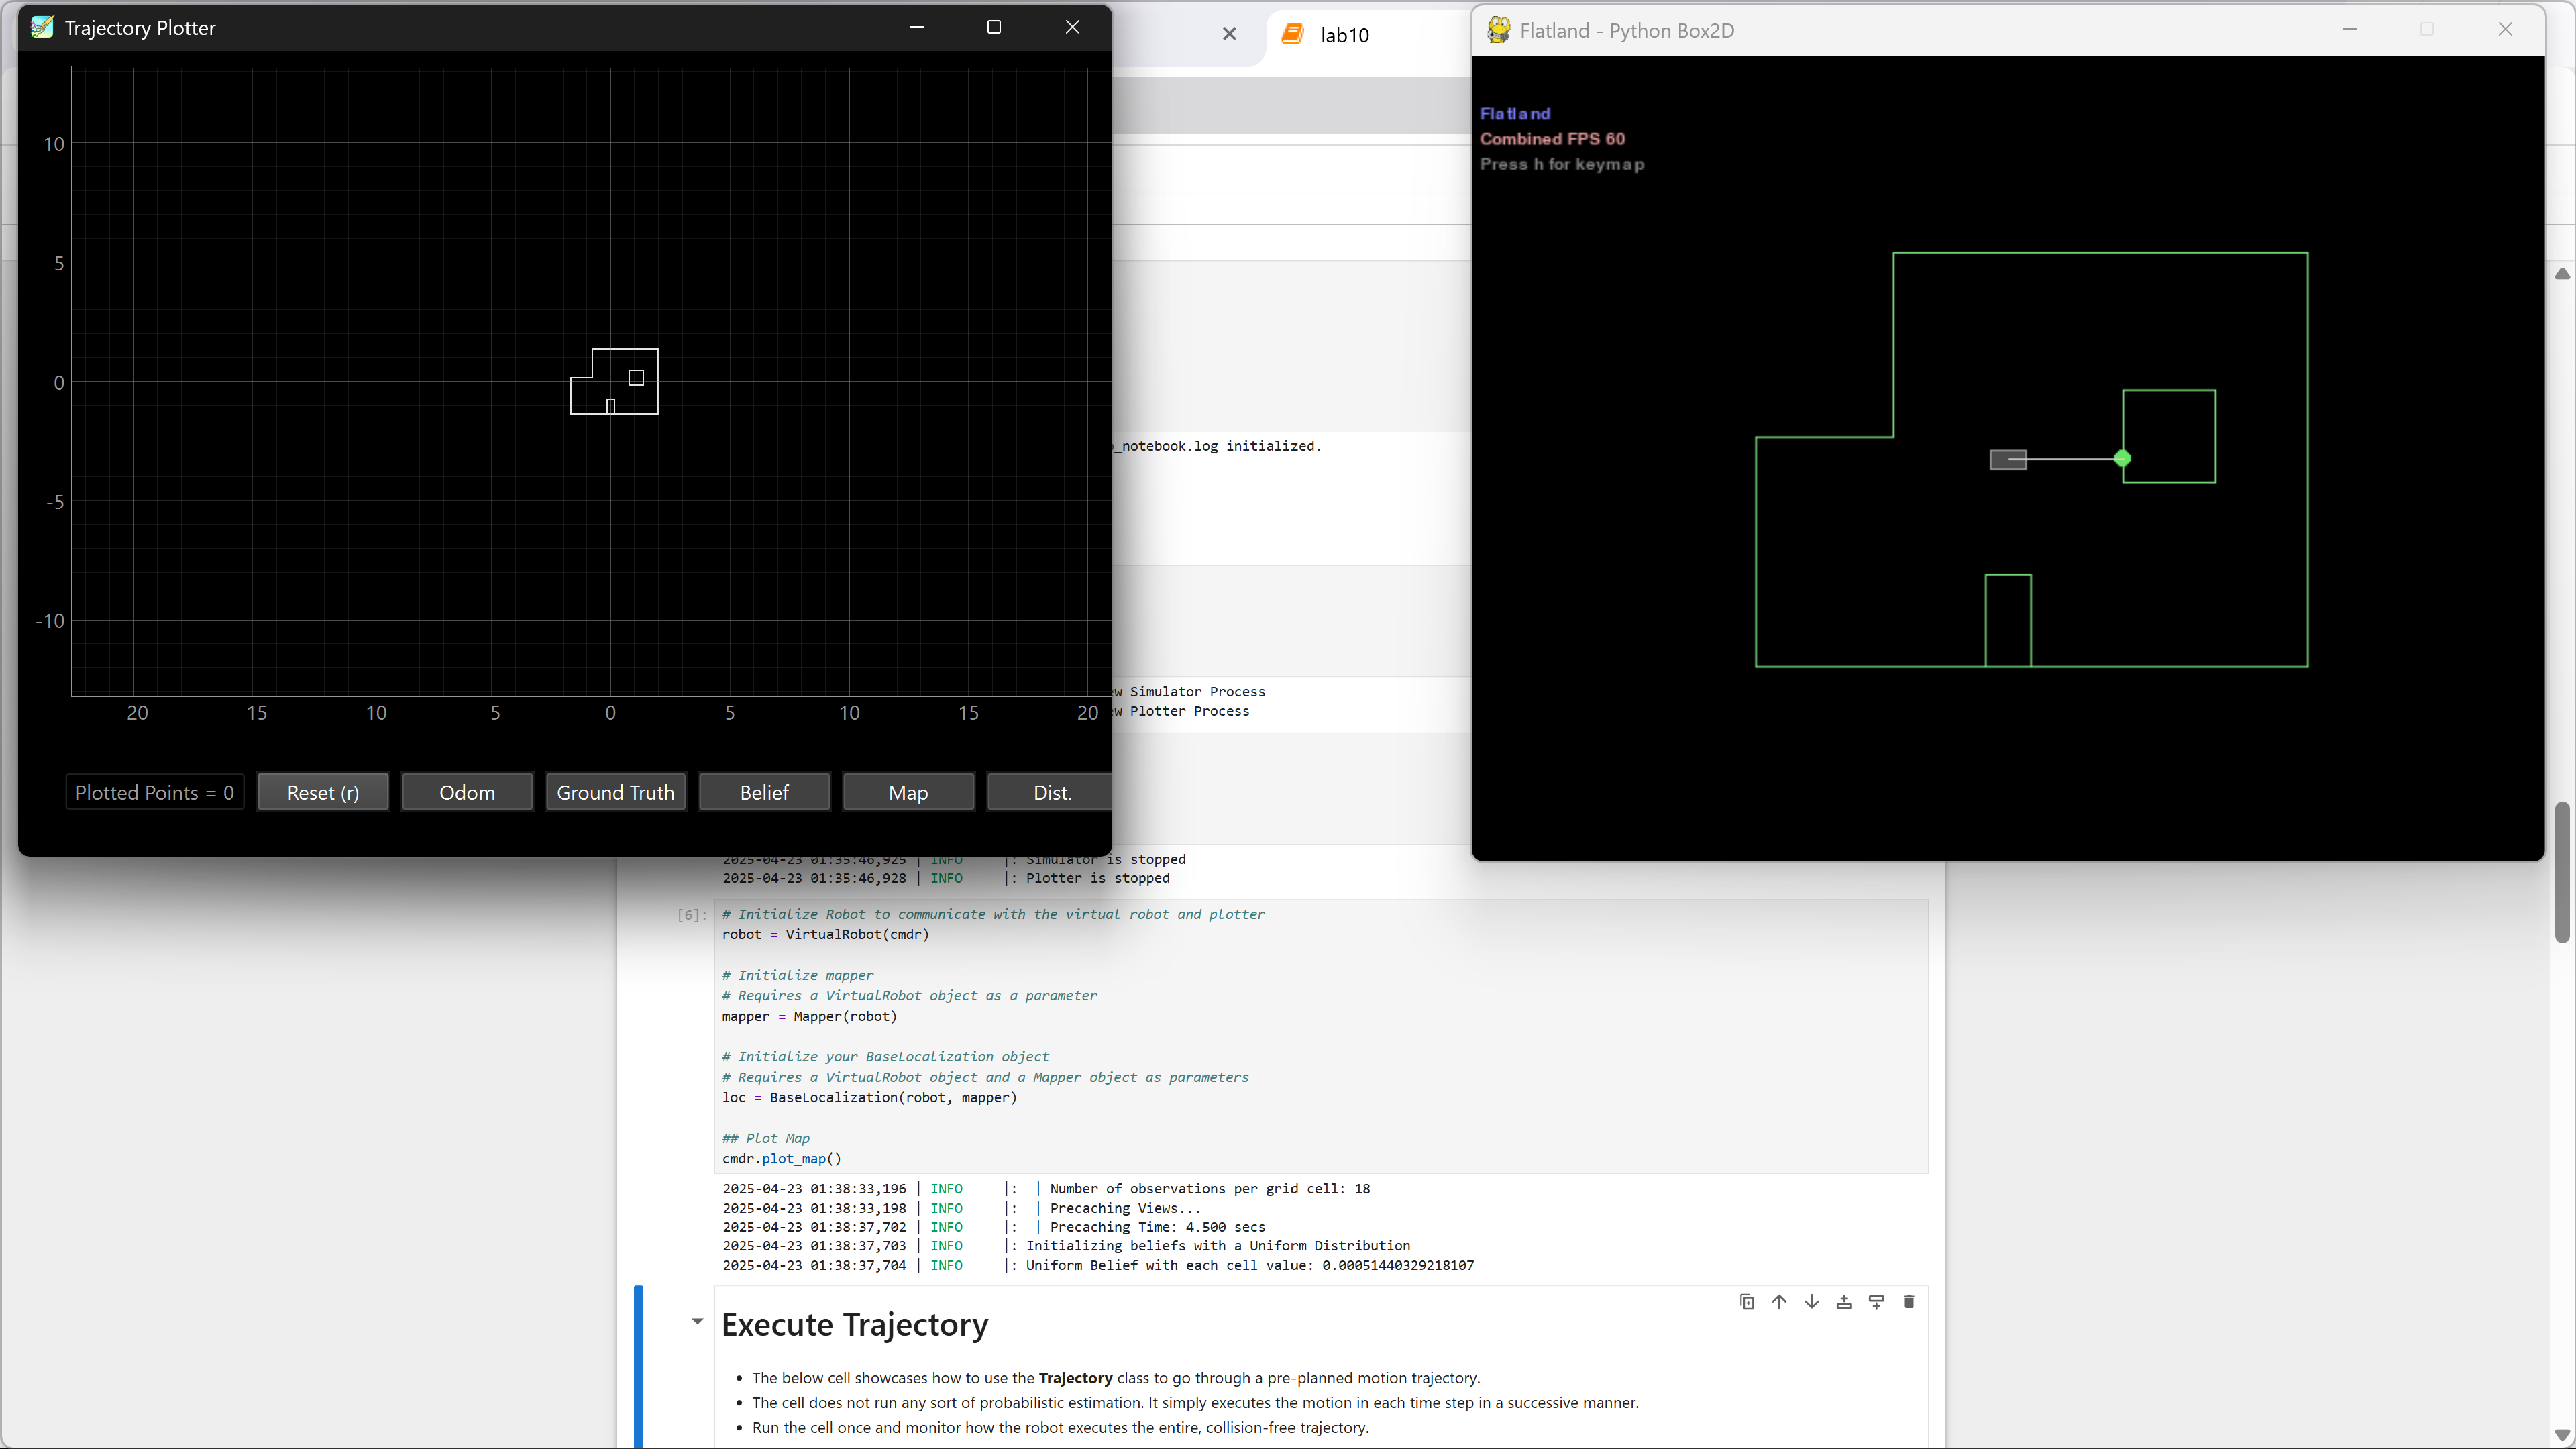 Trajectory Plotter
lab10
Flatland - Python Box2D
10
5
0
-5
-10
-20 -15 -10 -5 0 5 10 15 20
Plotted Points = 0
Reset (r)
Odom
Ground Truth
Belief
Map
Dist.
Flatland
Combined FPS 60
Press h for keymap
_notebook.log initialized.
w Simulator Process
w Plotter Process
2025-04-23 01:35:46,925 | INFO |: Simulator is stopped
2025-04-23 01:35:46,928 | INFO |: Plotter is stopped
[6]:
# Initialize Robot to communicate with the virtual robot and plotter
robot = VirtualRobot(cmdr)
# Initialize mapper
# Requires a VirtualRobot object as a parameter
mapper = Mapper(robot)
# Initialize your BaseLocalization object
# Requires a VirtualRobot object and a Mapper object as parameters
loc = BaseLocalization(robot, mapper)
## Plot Map
cmdr.plot_map()
2025-04-23 01:38:33,196 | INFO |: | Number of observations per grid cell: 18
2025-04-23 01:38:33,198 | INFO |: | Precaching Views...
2025-04-23 01:38:37,702 | INFO |: | Precaching Time: 4.500 secs
2025-04-23 01:38:37,703 | INFO |: Initializing beliefs with a Uniform Distribution
2025-04-23 01:38:37,704 | INFO |: Uniform Belief with each cell value: 0.00051440329218107
Execute Trajectory
• The below cell showcases how to use the Trajectory class to go through a pre-planned motion trajectory.
• The cell does not run any sort of probabilistic estimation. It simply executes the motion in each time step in a successive manner.
• Run the cell once and monitor how the robot executes the entire, collision-free trajectory.